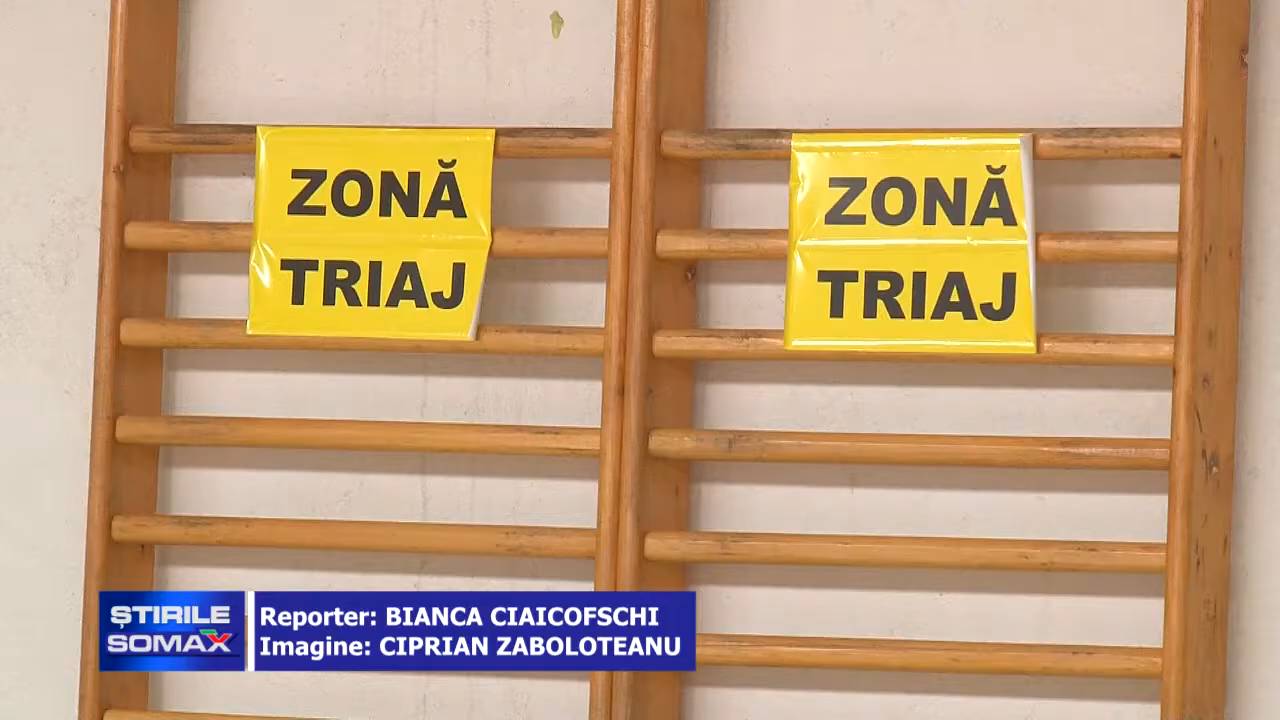 ZONĂ
TRIAJ
ZONĂ
TRIAJ
ȘTIRILE
SOMAX
Reporter: BIANCA CIAICOFSCHI
Imagine: CIPRIAN ZABOLOTEANU